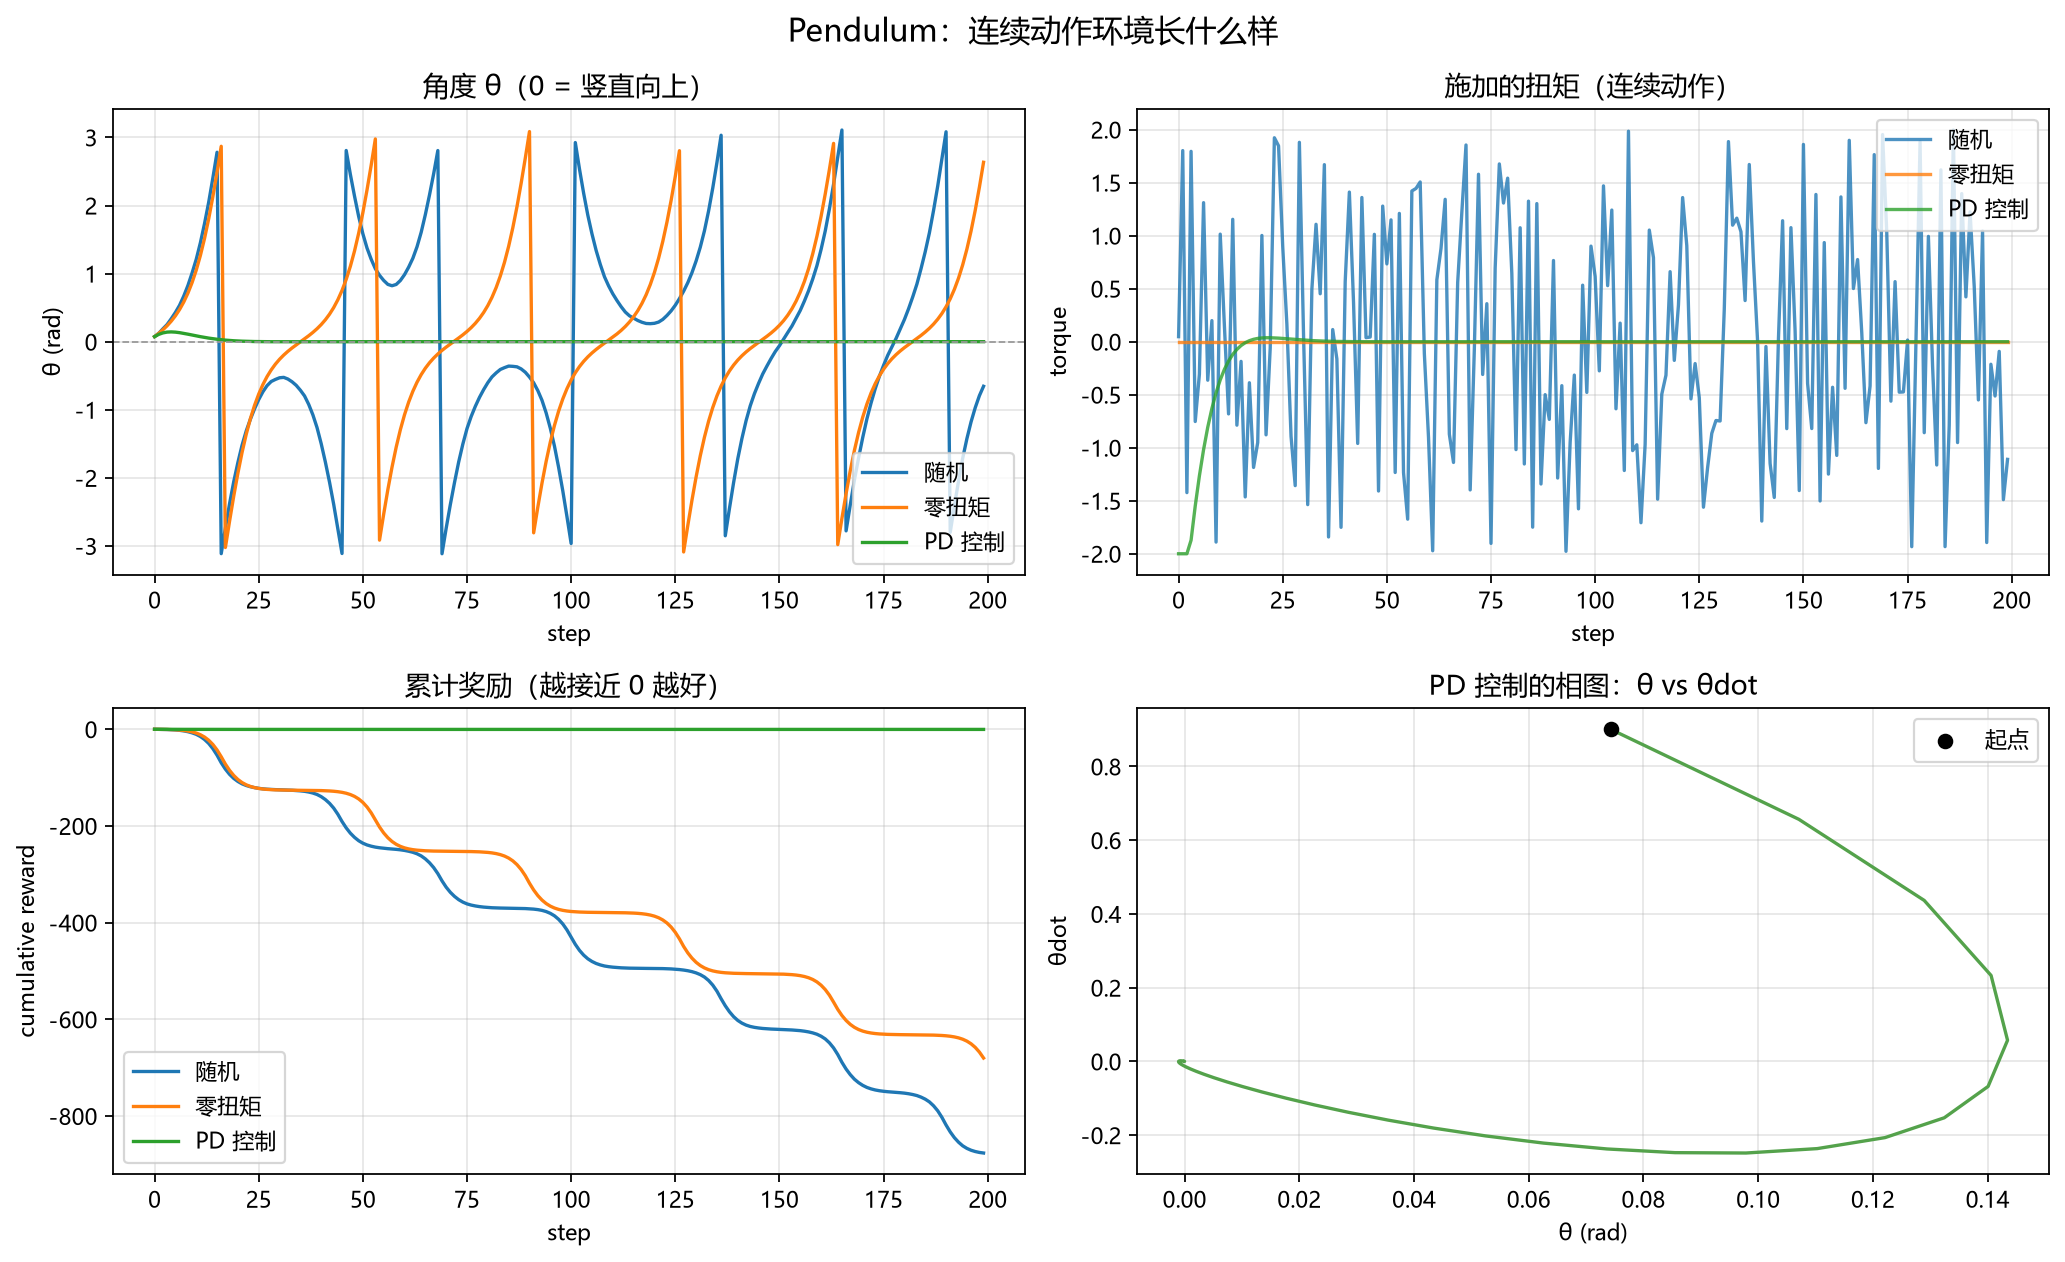 Pendulum：连续动作环境长什么样
角度 θ（0 = 竖直向上）
3
2
1
0
-1
-2
-3
θ (rad)
0 25 50 75 100 125 150 175 200
step
随机
零扭矩
PD 控制
施加的扭矩（连续动作）
2.0
1.5
1.0
0.5
0.0
-0.5
-1.0
-1.5
-2.0
torque
0 25 50 75 100 125 150 175 200
step
随机
零扭矩
PD 控制
累计奖励（越接近 0 越好）
0
-200
-400
-600
-800
cumulative reward
0 25 50 75 100 125 150 175 200
step
随机
零扭矩
PD 控制
PD 控制的相图：θ vs θdot
0.8
0.6
0.4
0.2
0.0
-0.2
θdot
0.00 0.02 0.04 0.06 0.08 0.10 0.12 0.14
θ (rad)
起点